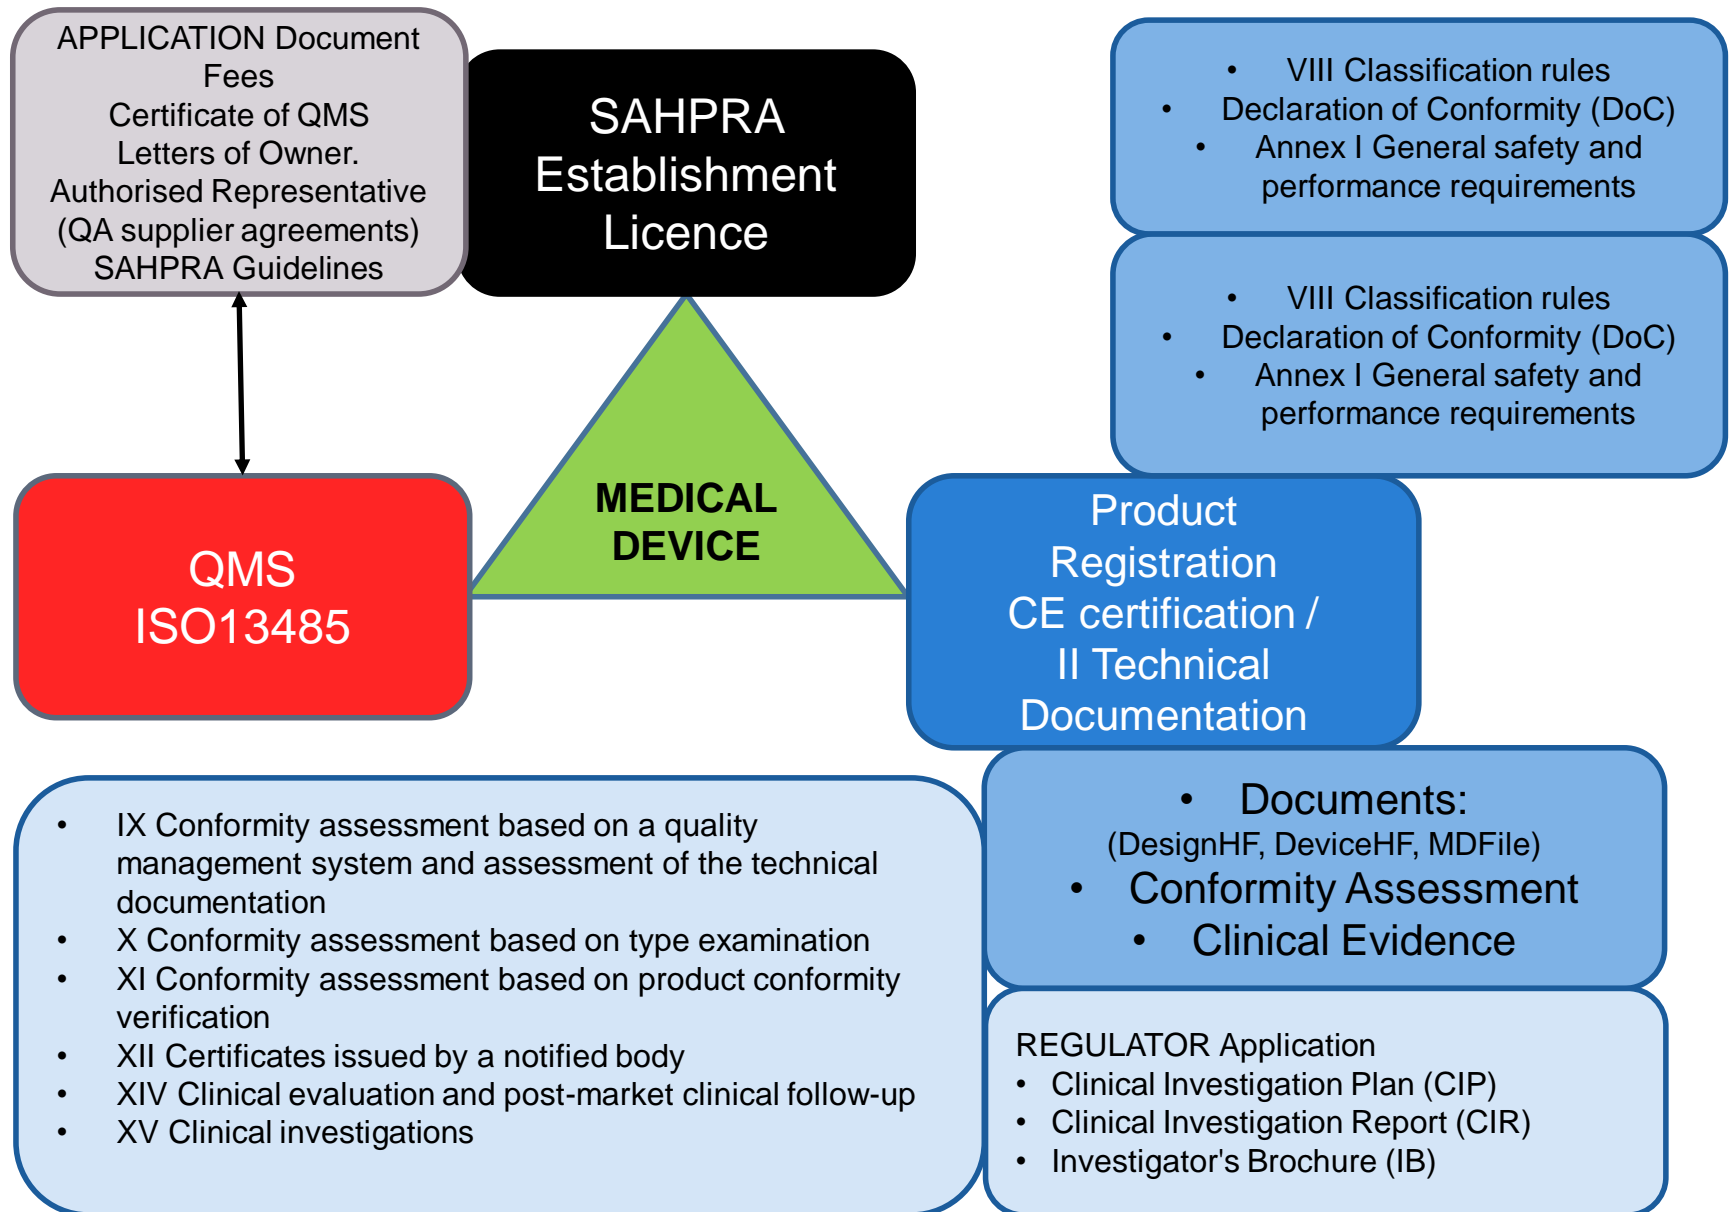 APPLICATION Document
Fees
Certificate of QMS
Letters of Owner.
Authorised Representative
(QA supplier agreements)
SAHPRA Guidelines
SAHPRA
Establishment
Licence
• VIII Classification rules
• Declaration of Conformity (DoC)
• Annex I General safety and
performance requirements
• VIII Classification rules
• Declaration of Conformity (DoC)
• Annex I General safety and
performance requirements
MEDICAL
DEVICE
QMS
ISO13485
Product
Registration
CE certification /
II Technical
Documentation
• IX Conformity assessment based on a quality
management system and assessment of the technical
documentation
• X Conformity assessment based on type examination
• XI Conformity assessment based on product conformity
verification
• XII Certificates issued by a notified body
• XIV Clinical evaluation and post-market clinical follow-up
• XV Clinical investigations
• Documents:
(DesignHF, DeviceHF, MDFile)
• Conformity Assessment
• Clinical Evidence
REGULATOR Application
• Clinical Investigation Plan (CIP)
• Clinical Investigation Report (CIR)
• Investigator's Brochure (IB)